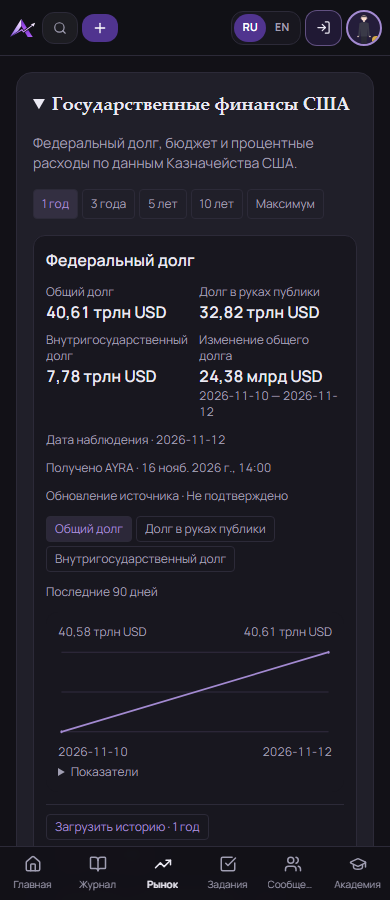 RU EN
Государственные финансы США
Федеральный долг, бюджет и процентные
расходы по данным Казначейства США.
1 год 3 года 5 лет 10 лет Максимум
Федеральный долг
Общий долг Долг в руках публики
40,61 трлн USD 32,82 трлн USD
Внутригосударственный Изменение общего
долг долга
7,78 трлн USD 24,38 млрд USD
2026-11-10 — 2026-11-
12
Дата наблюдения · 2026-11-12
Получено AYRA · 16 нояб. 2026 г., 14:00
Обновление источника · Не подтверждено
Общий долг Долг в руках публики
Внутригосударственный долг
Последние 90 дней
40,58 трлн USD 40,61 трлн USD
2026-11-10 2026-11-12
Показатели
Загрузить историю · 1 год
Главная Журнал Рынок Задания Сообще... Академия